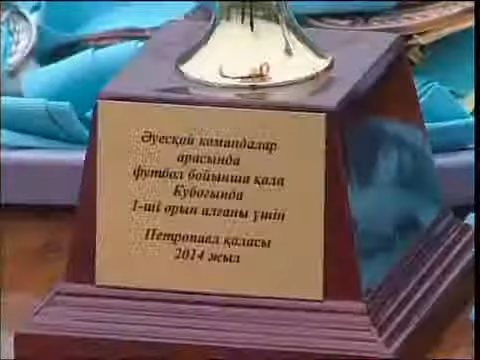 Әуесқой командалар
арасында
футбол бойынша қала
Кубогында
1-ші орын алғаны үшін
Петропавл қаласы
2014 жыл